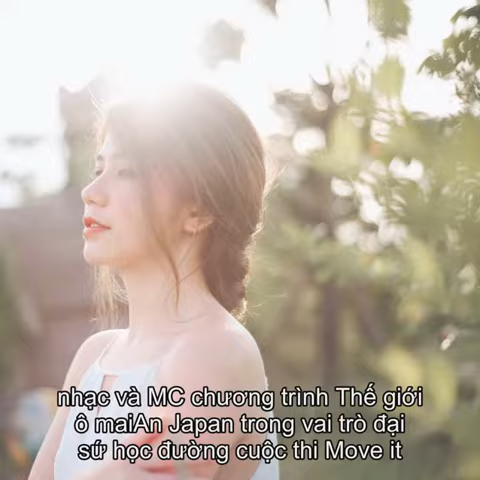 nhạc và MC chương trình Thế giới
ô maiAn Japan trong vai trò đại
sứ học đường cuộc thi Move it